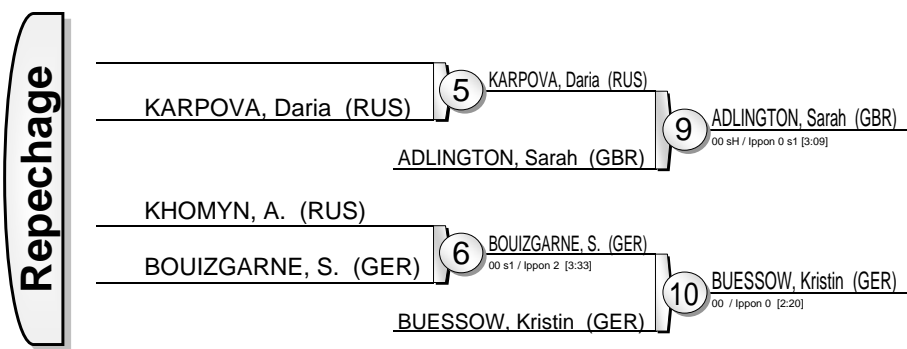 Repechage
KARPOVA, Daria (RUS)
5
KARPOVA, Daria (RUS)
ADLINGTON, Sarah (GBR)
9
ADLINGTON, Sarah (GBR)
00 sH / Ippon 0 s1 [3:09]
KHOMYN, A. (RUS)
BOUIZGARNE, S. (GER)
6
BOUIZGARNE, S. (GER)
00 s1 / Ippon 2 [3:33]
BUESSOW, Kristin (GER)
10
BUESSOW, Kristin (GER)
00 / Ippon 0 [2:20]